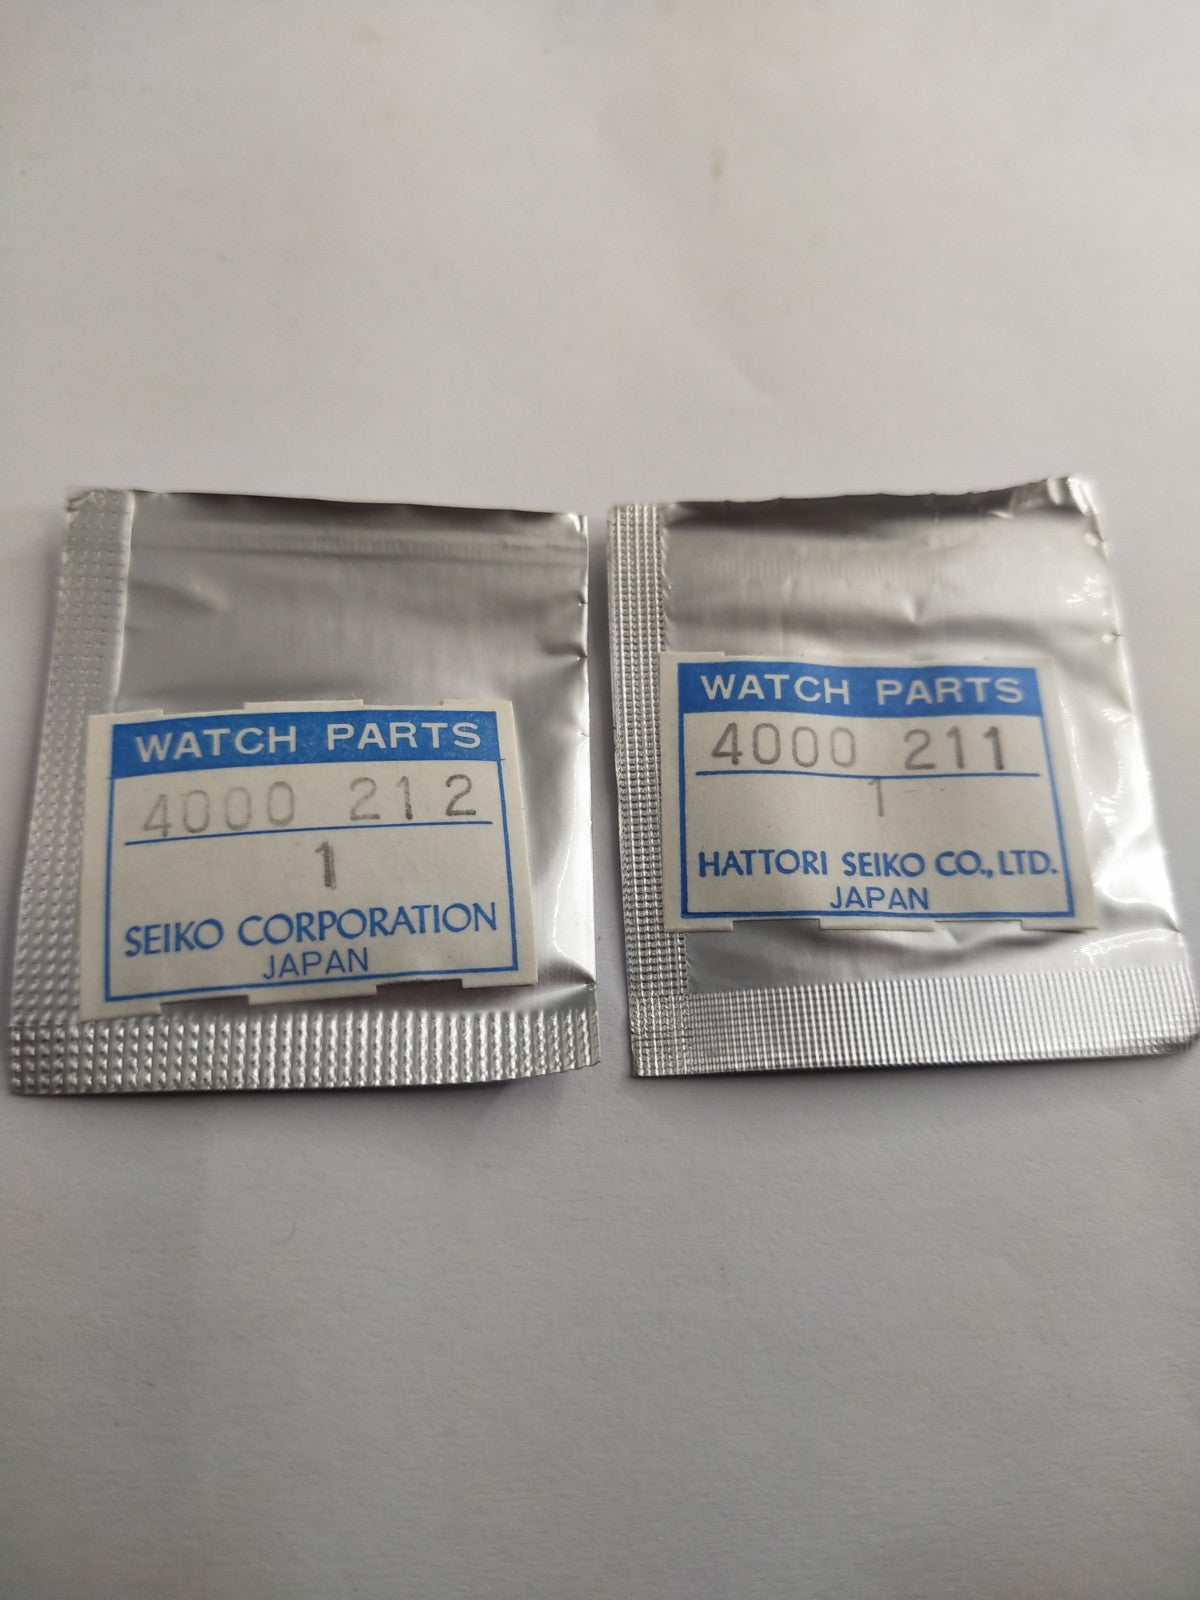 WATCH PARTS
4000 212
1
SEIKO CORPORATION
JAPAN
WATCH PARTS
4000 211
1
HATTORI SEIKO CO., LTD.
JAPAN